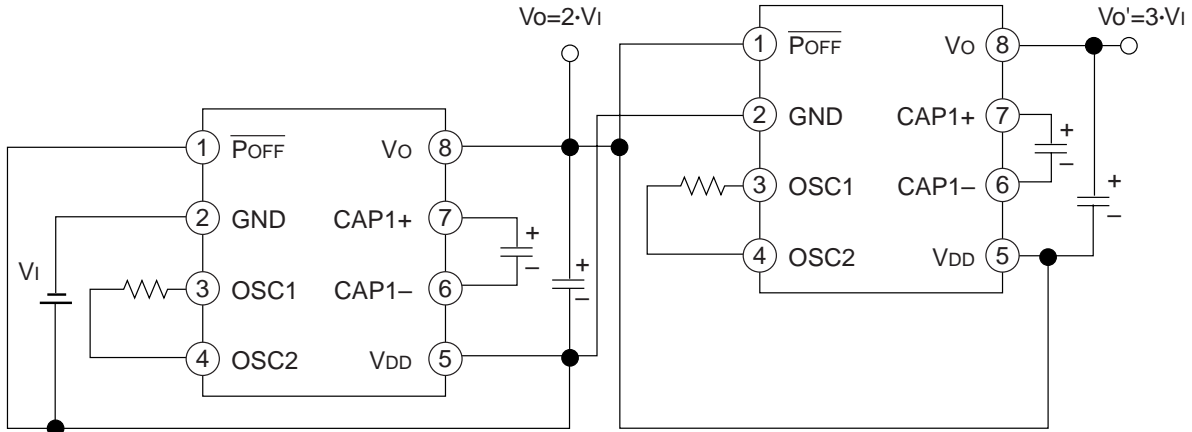 Vo=2·VI
Vo'=3·VI
1 POFF
2 GND
3 OSC1
4 OSC2
Vo 8
CAP1+ 7
CAP1– 6
VDD 5
+
–
+
–
VI
1 POFF
2 GND
3 OSC1
4 OSC2
Vo 8
CAP1+ 7
CAP1– 6
VDD 5
+
–
+
–